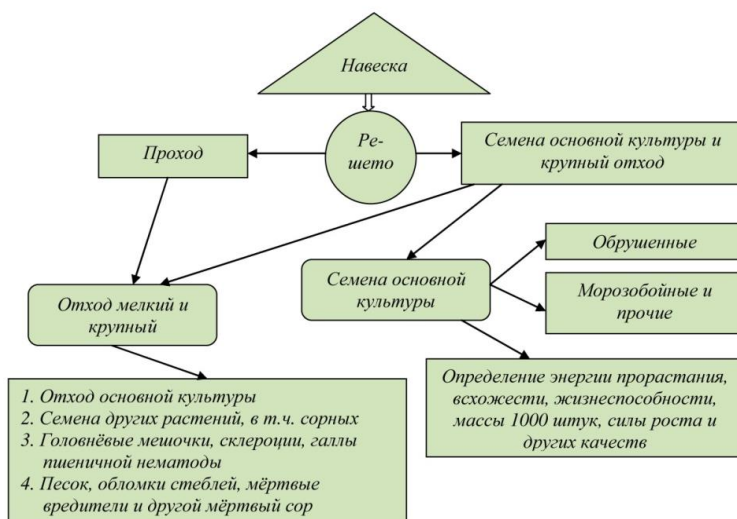 Навеска
Ре-
шето
Проход
Семена основной культуры и
крупный отход
Обрушенные
Семена основной
культуры
Морозобойные и
прочие
Отход мелкий и
крупный
Определение энергии прорастания,
всхожести, жизнеспособности,
массы 1000 штук, силы роста и
других качеств
1. Отход основной культуры
2. Семена других растений, в т.ч. сорных
3. Головнёвые мешочки, склероции, галлы
пшеничной нематоды
4. Песок, обломки стеблей, мёртвые
вредители и другой мёртвый сор